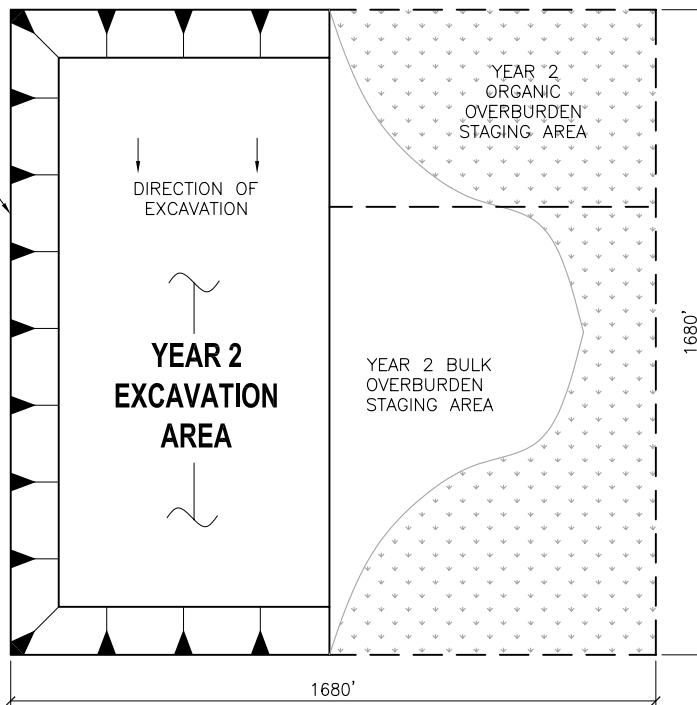 YEAR 2
ORGANIC
OVERBURDEN
STAGING AREA
DIRECTION OF
EXCAVATION
YEAR 2
EXCAVATION
AREA
YEAR 2 BULK
OVERBURDEN
STAGING AREA
1680'
1680'